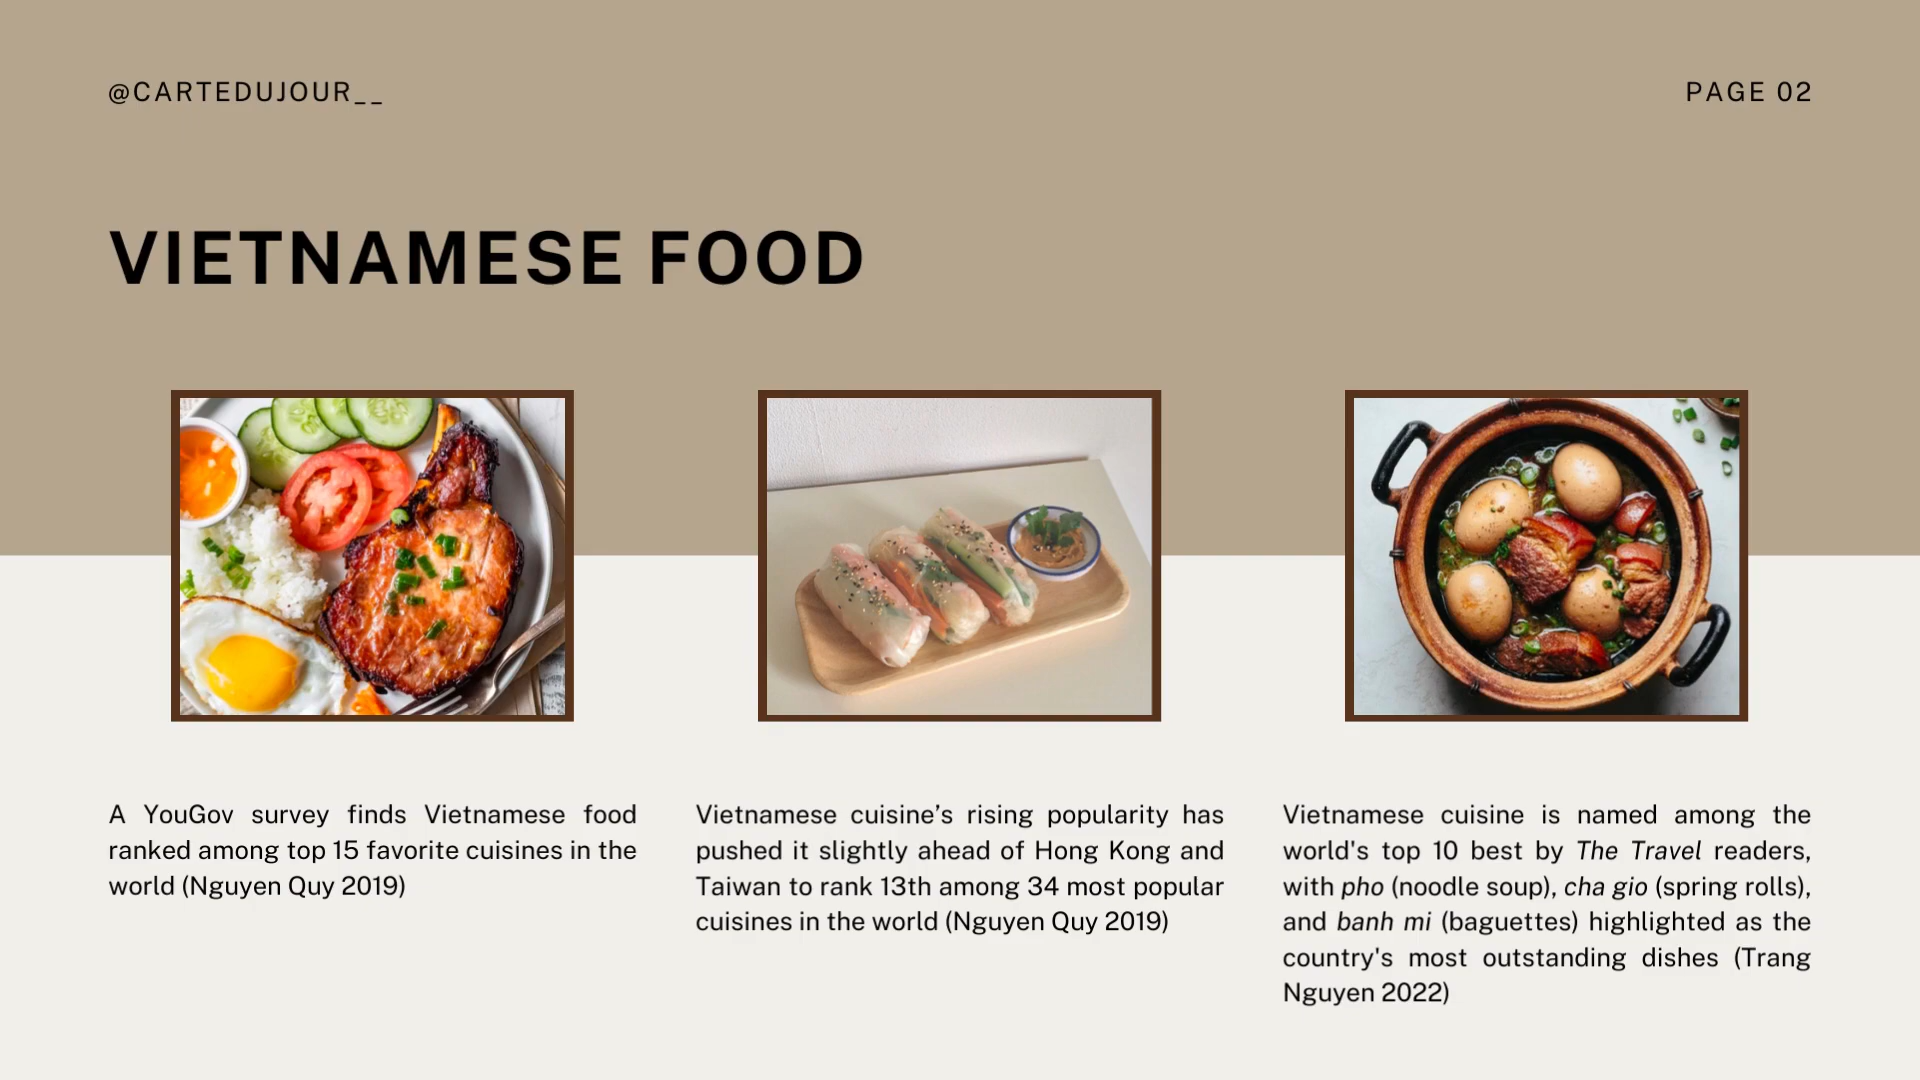 @CARTEDUJOUR__
PAGE 02
VIETNAMESE FOOD
A YouGov survey finds Vietnamese food
ranked among top 15 favorite cuisines in the
world (Nguyen Quy 2019)
Vietnamese cuisine’s rising popularity has
pushed it slightly ahead of Hong Kong and
Taiwan to rank 13th among 34 most popular
cuisines in the world (Nguyen Quy 2019)
Vietnamese cuisine is named among the
world's top 10 best by The Travel readers,
with pho (noodle soup), cha gio (spring rolls),
and banh mi (baguettes) highlighted as the
country's most outstanding dishes (Trang
Nguyen 2022)